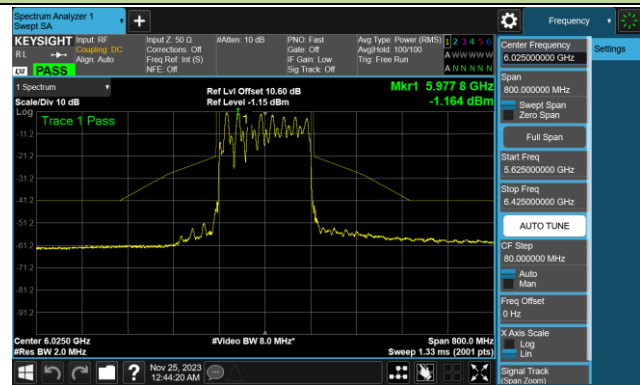 Spectrum Analyzer 1
Swept SA
Frequency
KEYSIGHT
RL
LXI
PASS
Input: RF
Coupling: DC
Align: Auto
Input Z: 50 Ω
Corrections: Off
Freq Ref: Int (S)
NFE: Off
#Atten: 10 dB
PNO: Fast
Gate: Off
IF Gain: Low
Sig Track: Off
Avg Type: Power (RMS)
Avg|Hold: 100/100
Trig: Free Run
1 2 3 4 5 6
A W W W W W
A N N N N N
1 Spectrum
Scale/Div 10 dB
Ref Lvl Offset 10.60 dB
Ref Level -1.15 dBm
Mkr1 5.977 8 GHz
-1.164 dBm
Log
Trace 1 Pass
1
-11.2
-21.2
-31.2
-41.2
-51.2
-61.2
-71.2
-81.2
-91.2
Center 6.0250 GHz
#Video BW 8.0 MHz*
Span 800.0 MHz
#Res BW 2.0 MHz
Sweep 1.33 ms (2001 pts)
Nov 25, 2023
12:44:20 AM
Center Frequency
6.025000000 GHz
Settings
Span
800.000000 MHz
Swept Span
Zero Span
Full Span
Start Freq
5.625000000 GHz
Stop Freq
6.425000000 GHz
AUTO TUNE
CF Step
80.000000 MHz
Auto
Man
Freq Offset
0 Hz
X Axis Scale
Log
Lin
Signal Track
(Span Zoom)